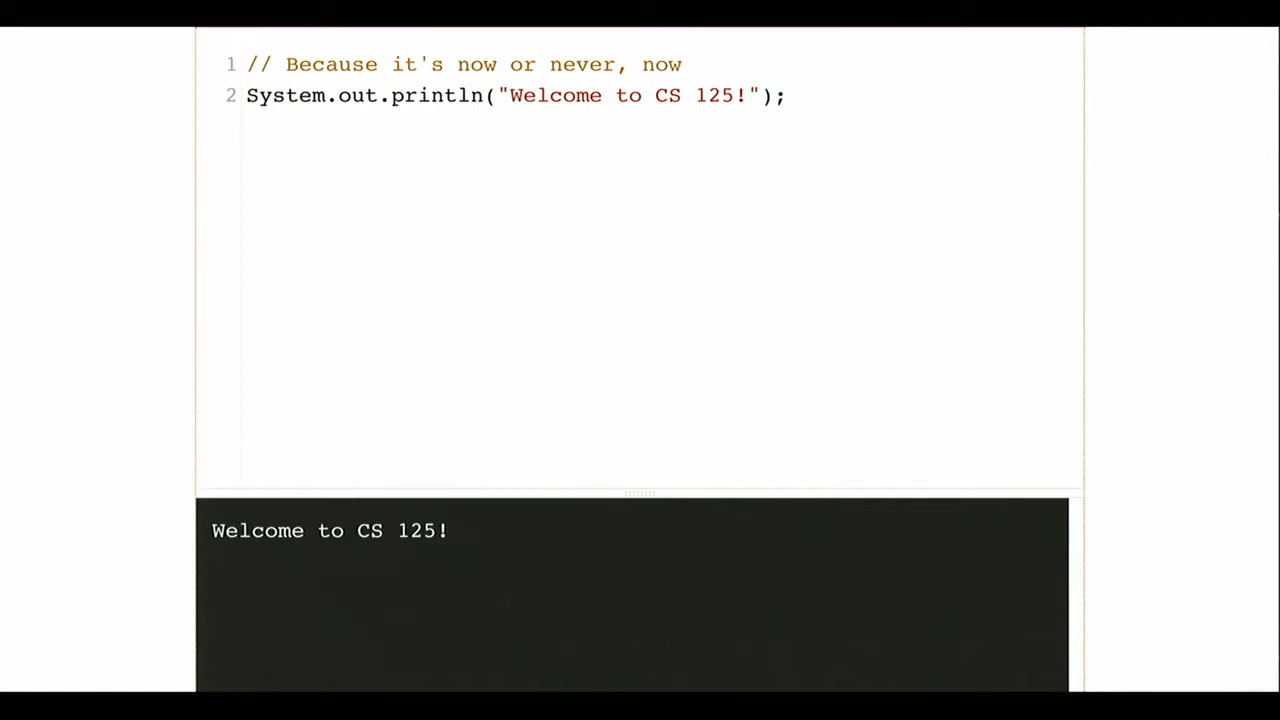 1 // Because it's now or never, now
2 System.out.println("Welcome to CS 125!");
Welcome to CS 125!